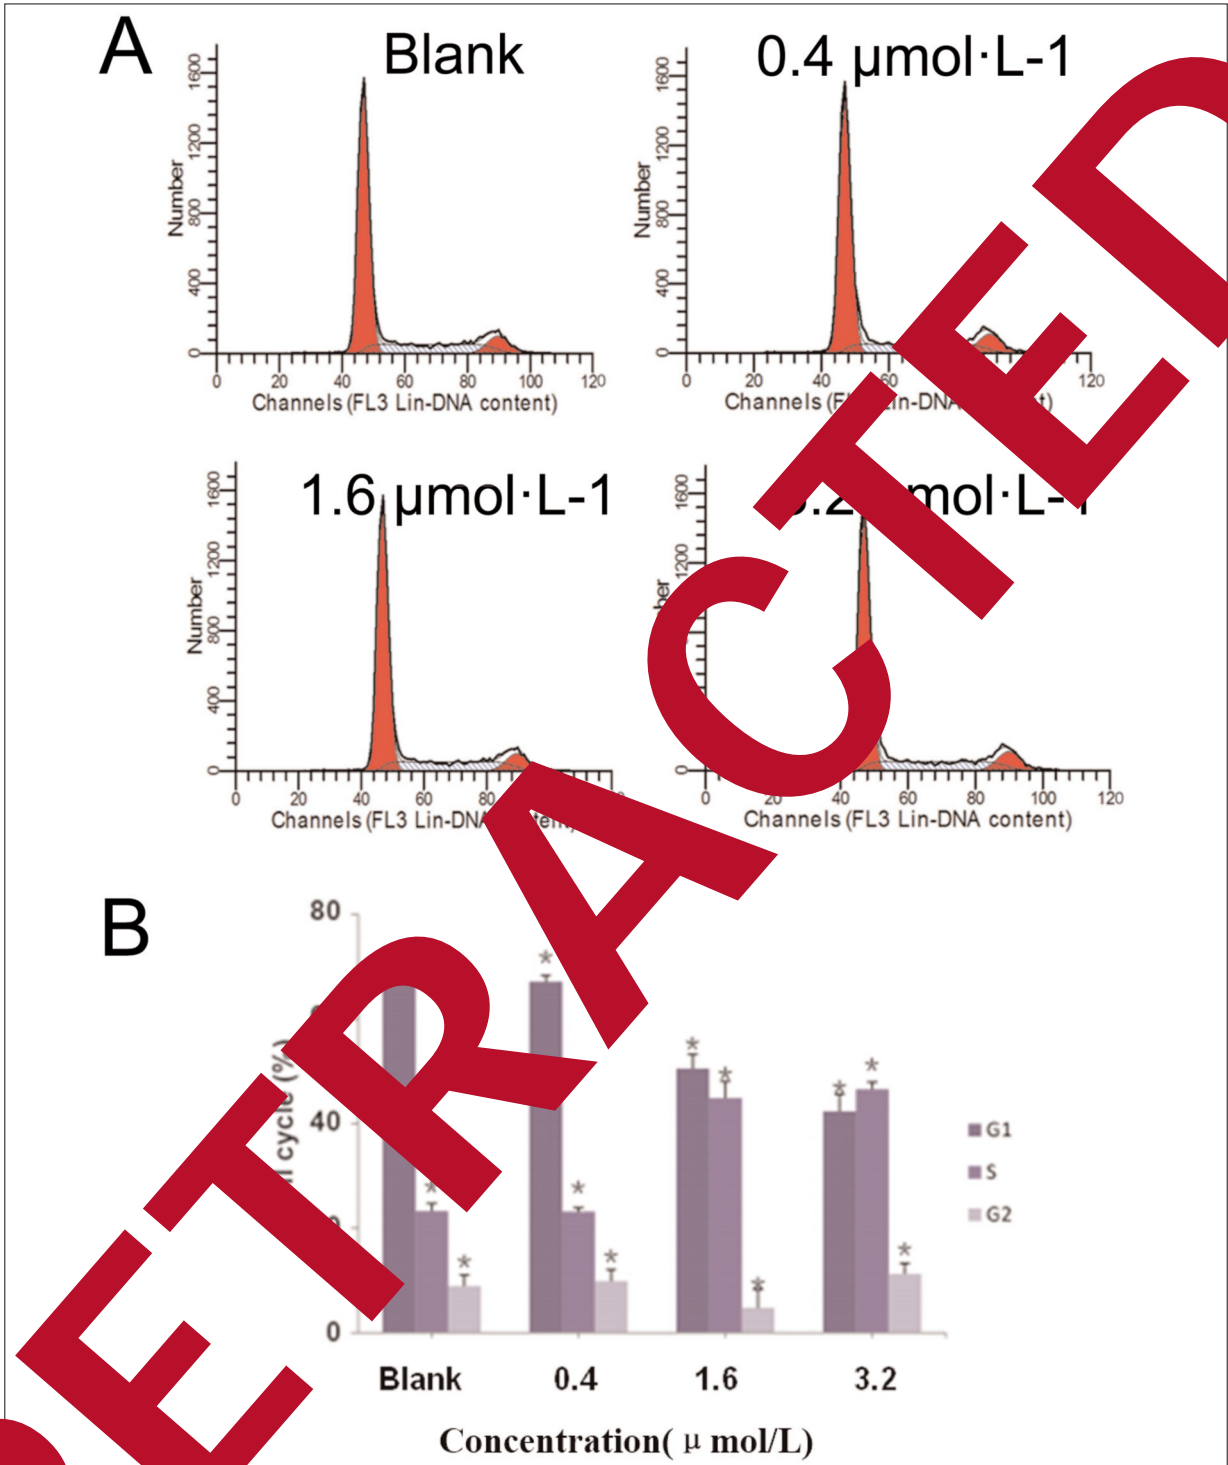 A
Blank
0.4 μmol·L-1
1600
1200
800
400
0
Number
0 20 40 60 80 100 120
Channels (FL3 Lin-DNA content)
1600
1200
800
400
0
Number
0 20 40 60 120
Channels
1.6 μmol·L-1
mol·L-1
1600
1200
800
400
0
Number
0 20 40 60 80
Channels (FL3 Lin-DNA
1600
1200
0
0 20 40 60 80 100 120
Channels (FL3 Lin-DNA content)
B
80
40
0
cycle (%)
* * * * * * * * * * *
G1
S
G2
Blank 0.4 1.6 3.2
Concentration( μ mol/L)
RETRACTED